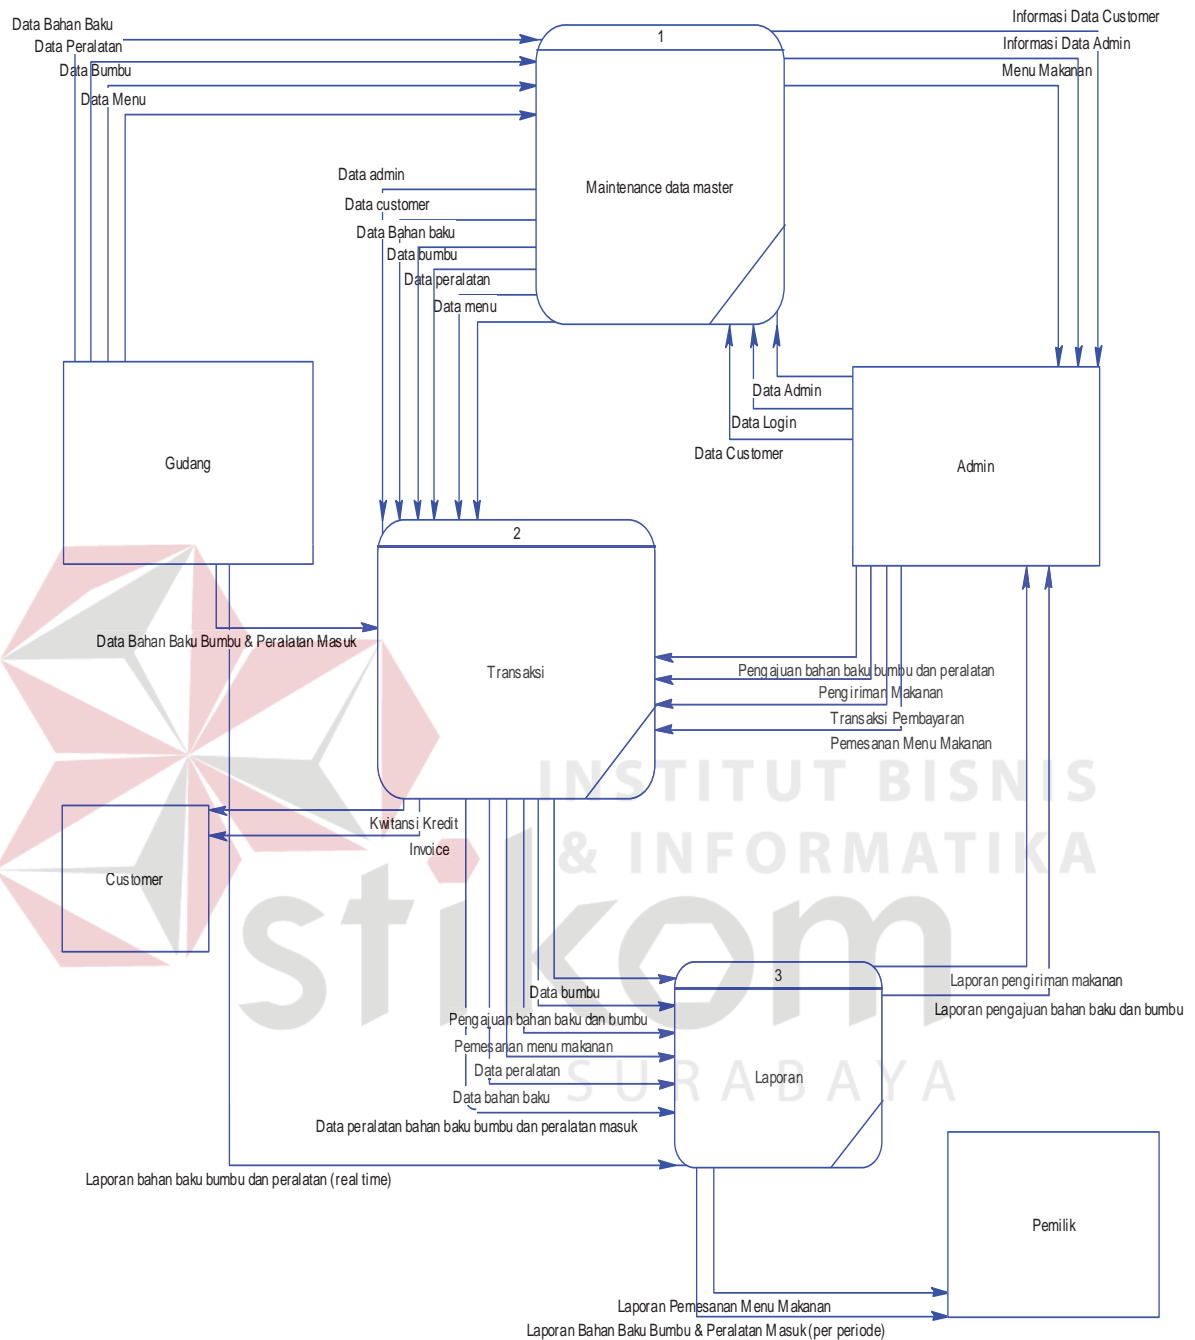 Data Bahan Baku
Informasi Data Customer
Data Peralatan
1
Informasi Data Admin
Data Bumbu
Menu Makanan
Data Menu
Data admin
Maintenance data master
Data customer
Data Bahan baku
Data bumbu
Data peralatan
Data menu
Data Admin
Data Login
Data Customer
Gudang
Admin
2
Data Bahan Baku Bumbu & Peralatan Masuk
Transaksi
Pengajuan bahan baku bumbu dan peralatan
Pengiriman Makanan
Transaksi Pembayaran
Pemesanan Menu Makanan
INSTITUT BISNIS
& INFORMATIKA
stikom
SURABAYA
Kwitansi Kredit
Invoice
Customer
3
Data bumbu
Laporan pengiriman makanan
Laporan pengajuan bahan baku dan bumbu
Pengajuan bahan baku dan bumbu
Pemesanan menu makanan
Data peralatan
Laporan
Data bahan baku
Data peralatan bahan baku bumbu dan peralatan masuk
Laporan bahan baku bumbu dan peralatan (real time)
Pemilik
Laporan Pemesanan Menu Makanan
Laporan Bahan Baku Bumbu & Peralatan Masuk (per periode)